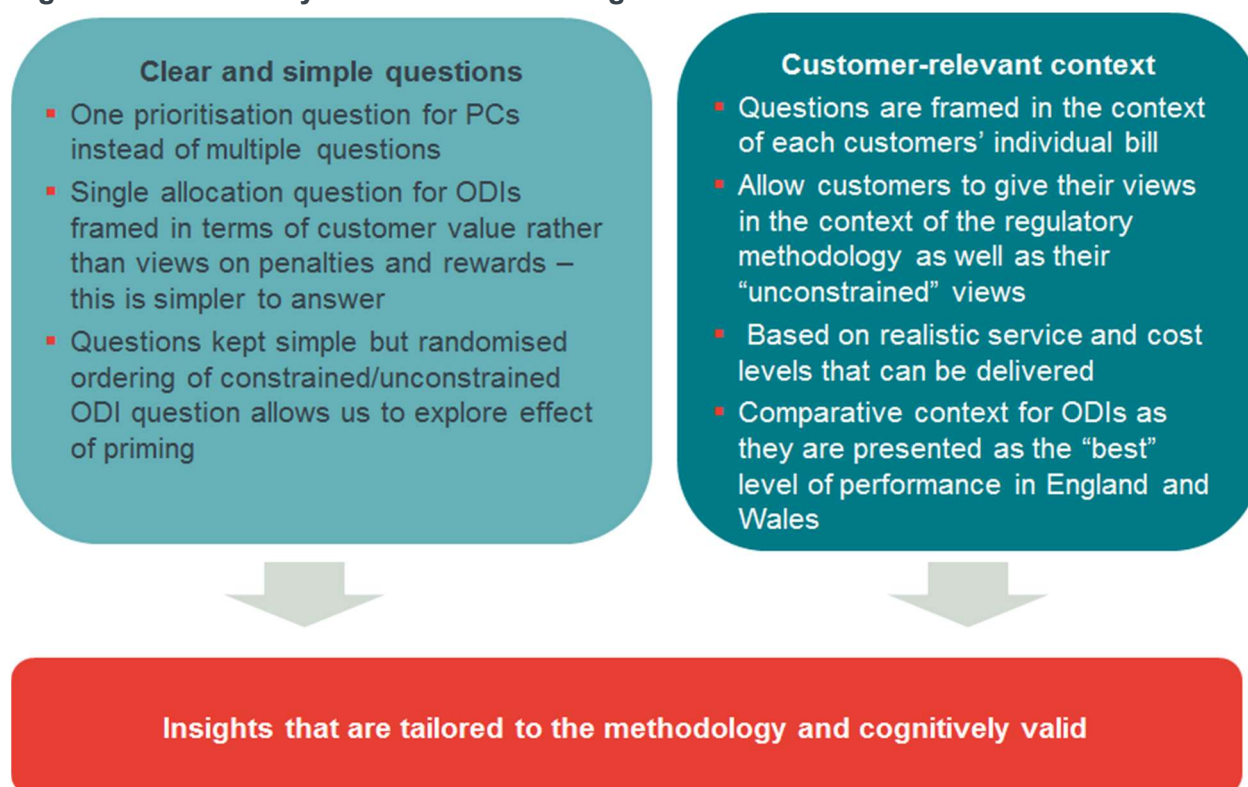 Clear and simple questions
One prioritisation question for PCs
instead of multiple questions
Single allocation question for ODIs
framed in terms of customer value rather
than views on penalties and rewards –
this is simpler to answer
Questions kept simple but randomised
ordering of constrained/unconstrained
ODI question allows us to explore effect
of priming
Customer-relevant context
Questions are framed in the context
of each customers’ individual bill
Allow customers to give their views
in the context of the regulatory
methodology as well as their
“unconstrained” views
Based on realistic service and cost
levels that can be delivered
Comparative context for ODIs as
they are presented as the “best”
level of performance in England and
Wales
Insights that are tailored to the methodology and cognitively valid